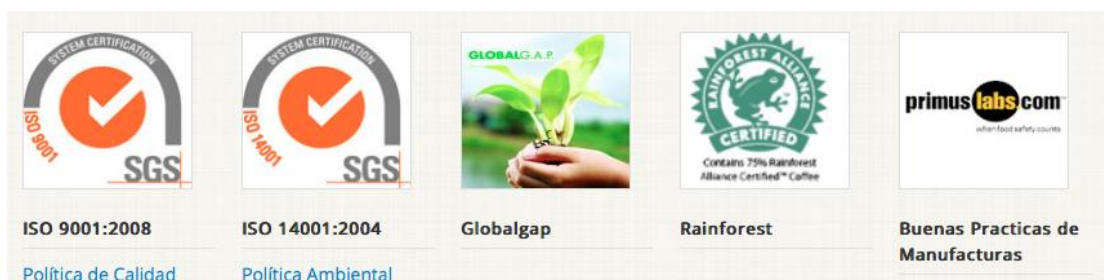 SYSTEM CERTIFICATION
ISO 9001
SGS
SYSTEM CERTIFICATION
ISO 14001
SGS
GLOBALG.A.P.
RAINFOREST ALLIANCE
CERTIFIED
Contains 75% Rainforest
Alliance Certified™ Coffee
primuslabs.com
when food safety counts
ISO 9001:2008
ISO 14001:2004
Globalgap
Rainforest
Buenas Practicas de
Manufacturas
Política de Calidad
Política Ambiental